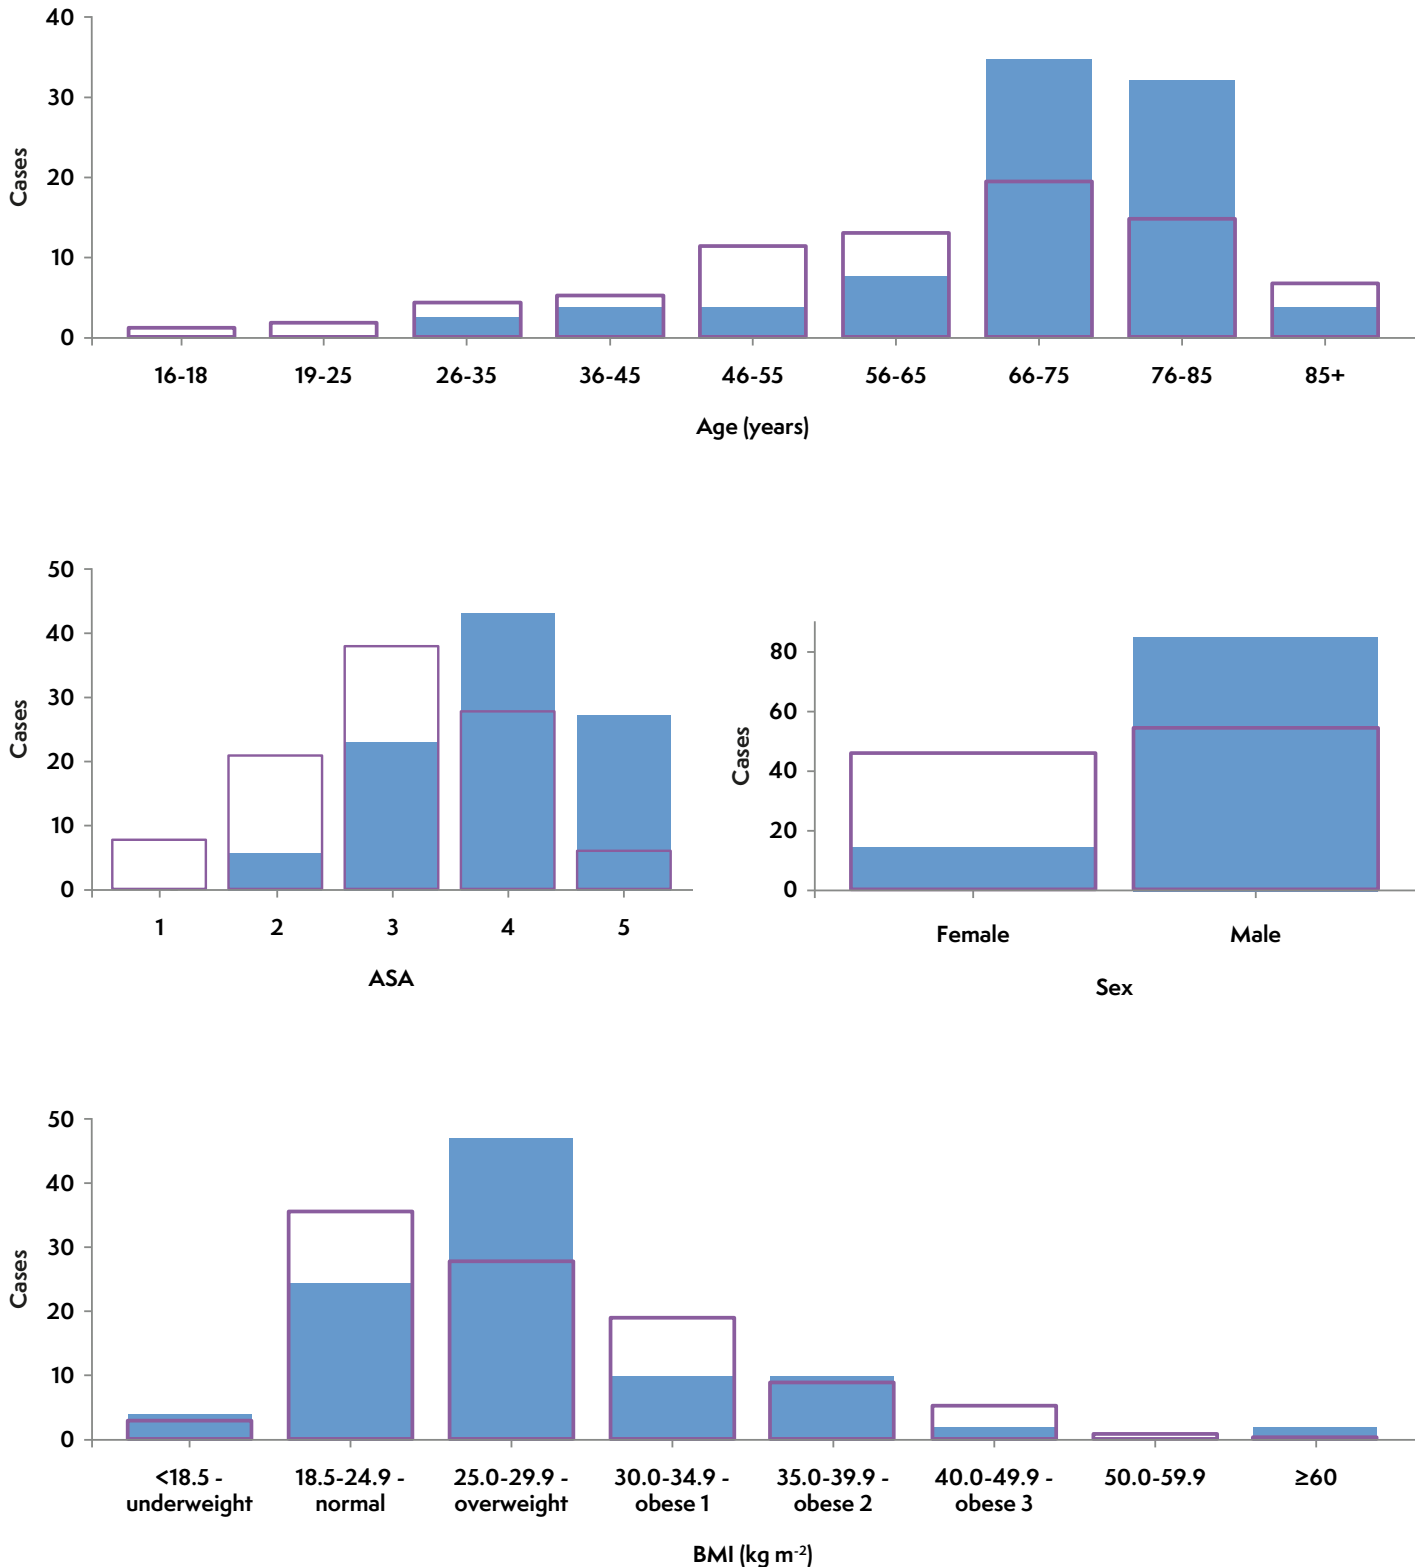 40
30
20
10
0
Cases
16-18 19-25 26-35 36-45 46-55 56-65 66-75 76-85 85+
Age (years)
50
40
30
20
10
0
Cases
1 2 3 4 5
ASA
80
60
40
20
0
Cases
Female Male
Sex
50
40
30
20
10
0
Cases
<18.5 - 18.5-24.9 - 25.0-29.9 - 30.0-34.9 - 35.0-39.9 - 40.0-49.9 - 50.0-59.9 ≥60
underweight normal overweight obese 1 obese 2 obese 3
BMI (kg m⁻²)